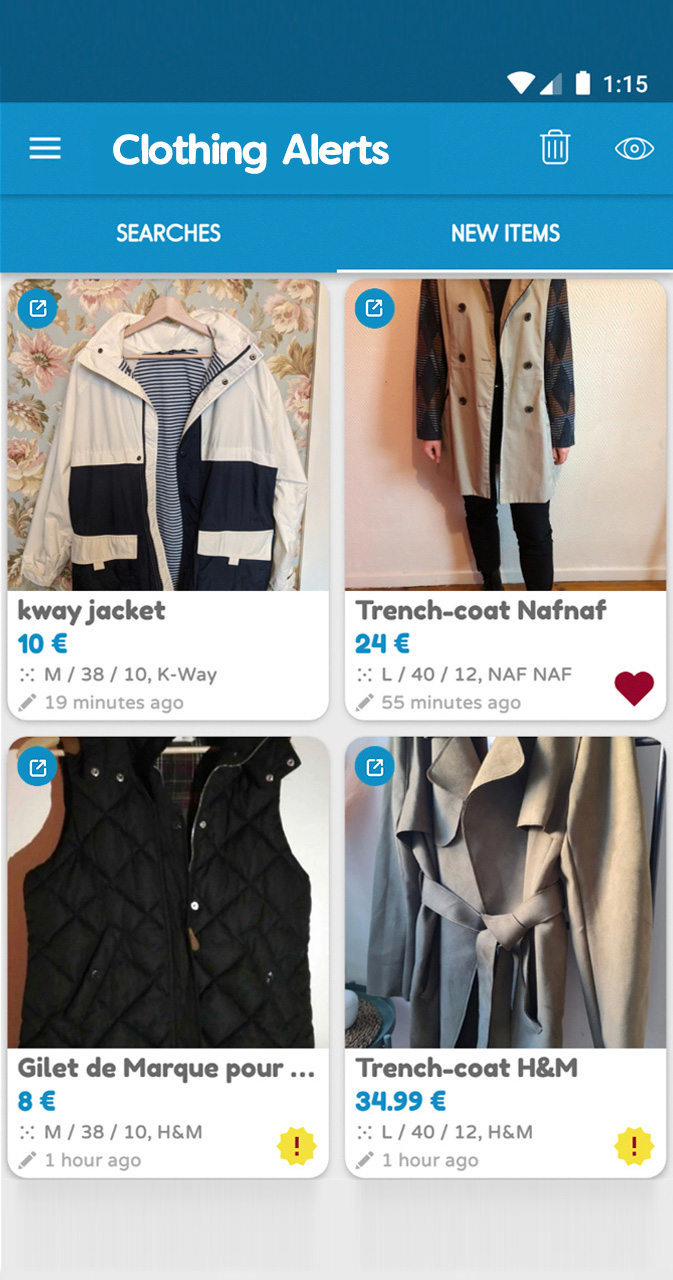 1:15
Clothing Alerts
SEARCHES
NEW ITEMS
kway jacket
10 €
M / 38 / 10, K-Way
19 minutes ago
Trench-coat Nafnaf
24 €
L / 40 / 12, NAF NAF
55 minutes ago
Gilet de Marque pour ...
8 €
M / 38 / 10, H&M
!
1 hour ago
Trench-coat H&M
34.99 €
L / 40 / 12, H&M
!
1 hour ago